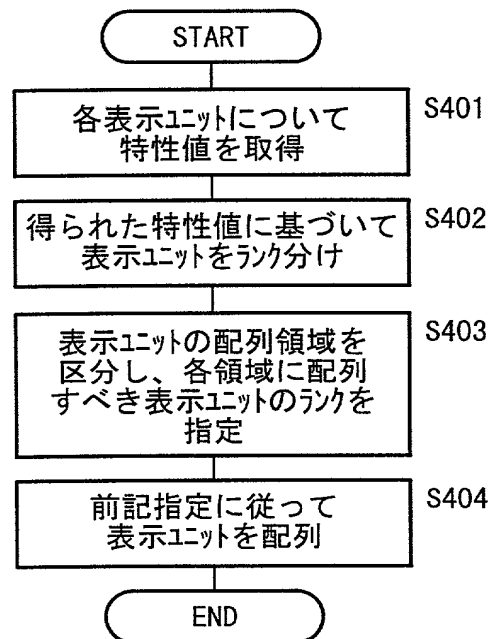 START
S401
各表示ユニットについて
特性値を取得
S402
得られた特性値に基づいて
表示ユニットをランク分け
S403
表示ユニットの配列領域を
区分し、各領域に配列
すべき表示ユニットのランクを
指定
S404
前記指定に従って
表示ユニットを配列
END